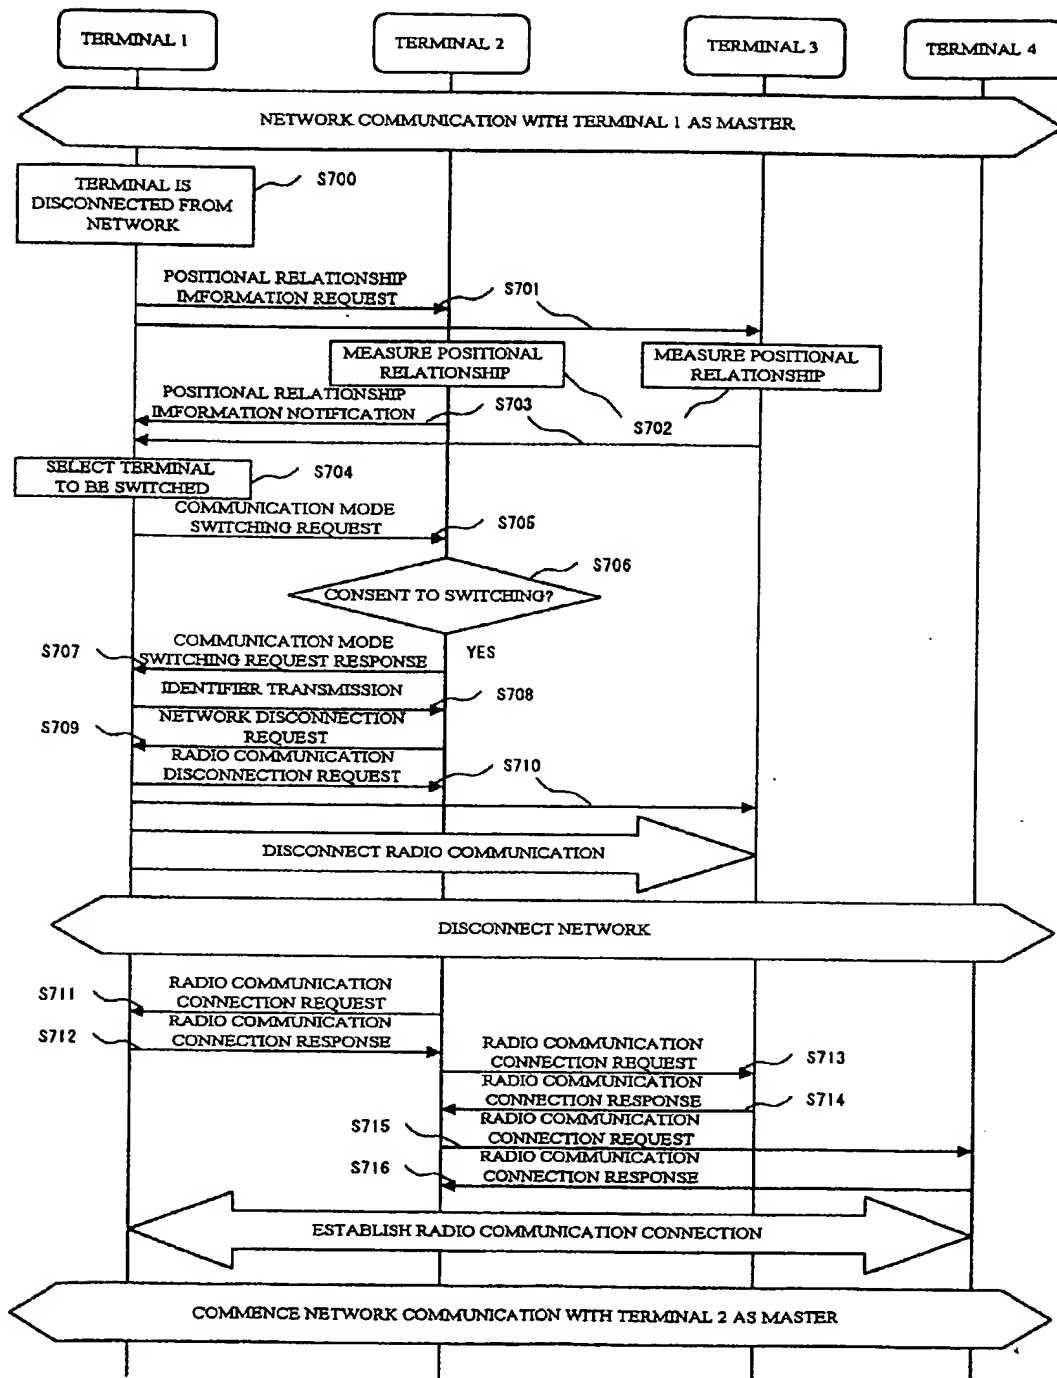 TERMINAL 1
TERMINAL 2
TERMINAL 3
TERMINAL 4
NETWORK COMMUNICATION WITH TERMINAL 1 AS MASTER
TERMINAL IS
DISCONNECTED FROM
NETWORK
S700
POSITIONAL RELATIONSHIP
IMFORMATION REQUEST
S701
MEASURE POSITIONAL
RELATIONSHIP
MEASURE POSITIONAL
RELATIONSHIP
S702
POSITIONAL RELATIONSHIP
IMFORMATION NOTIFICATION
S703
SELECT TERMINAL
TO BE SWITCHED
S704
COMMUNICATION MODE
SWITCHING REQUEST
S705
CONSENT TO SWITCHING?
S706
YES
S707
COMMUNICATION MODE
SWITCHING REQUEST RESPONSE
IDENTIFIER TRANSMISSION
S708
S709
NETWORK DISCONNECTION
REQUEST
RADIO COMMUNICATION
DISCONNECTION REQUEST
S710
DISCONNECT RADIO COMMUNICATION
DISCONNECT NETWORK
S711
RADIO COMMUNICATION
CONNECTION REQUEST
S712
RADIO COMMUNICATION
CONNECTION RESPONSE
RADIO COMMUNICATION
CONNECTION REQUEST
S713
RADIO COMMUNICATION
CONNECTION RESPONSE
S714
S715
RADIO COMMUNICATION
CONNECTION REQUEST
S716
RADIO COMMUNICATION
CONNECTION RESPONSE
ESTABLISH RADIO COMMUNICATION CONNECTION
COMMENCE NETWORK COMMUNICATION WITH TERMINAL 2 AS MASTER